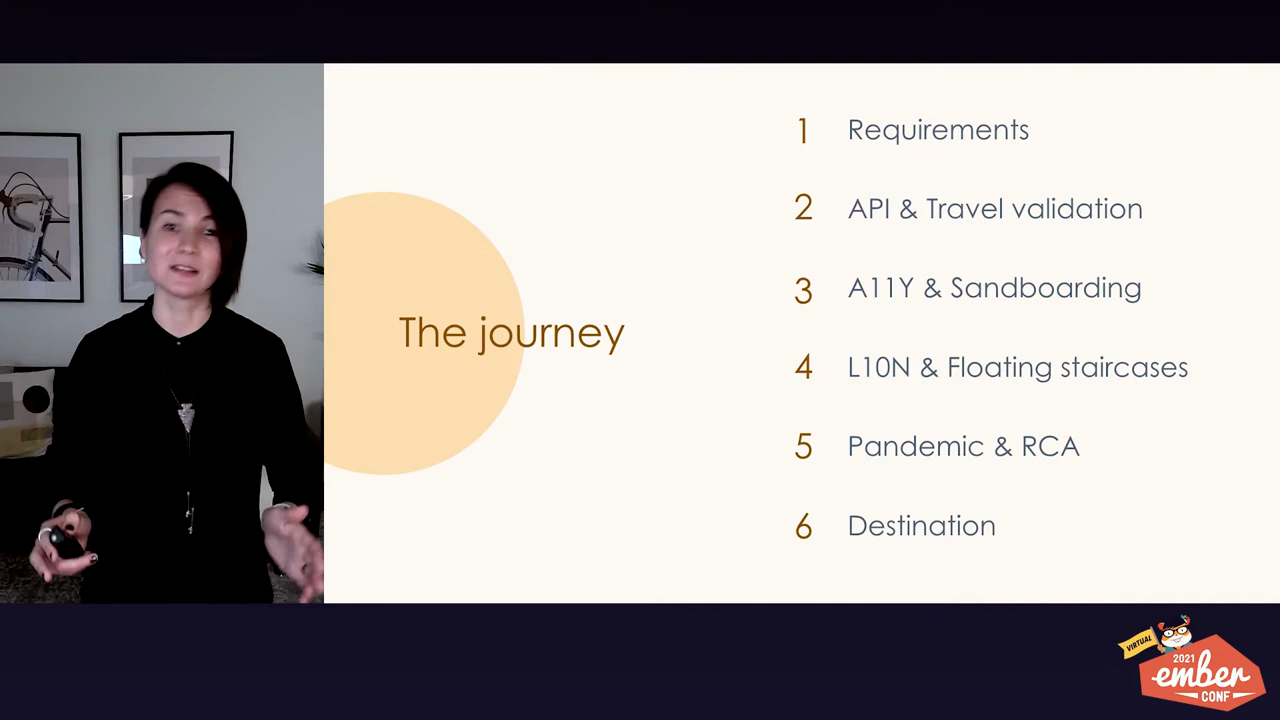 The journey
1 Requirements
2 API & Travel validation
3 A11Y & Sandboarding
4 L10N & Floating staircases
5 Pandemic & RCA
6 Destination
VIRTUAL
2021
ember
CONF